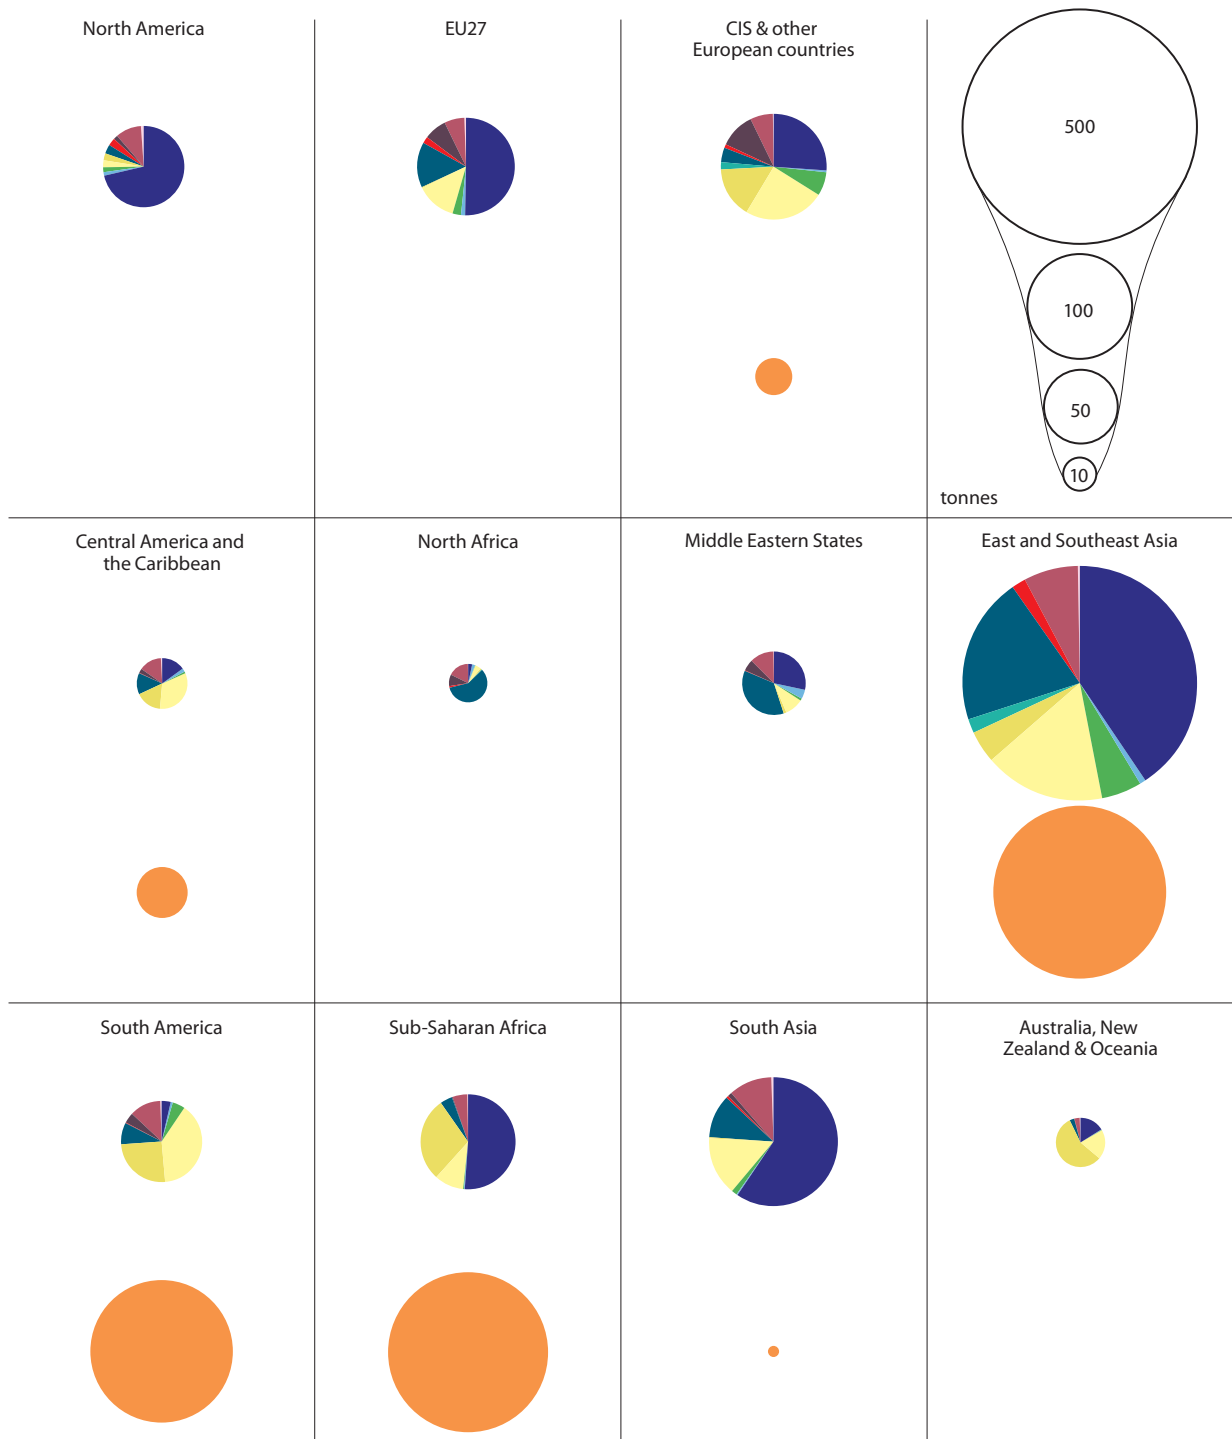 North America
EU27
CIS & other
European countries
500
100
50
10
tonnes
Central America and
the Caribbean
North Africa
Middle Eastern States
East and Southeast Asia
South America
Sub-Saharan Africa
South Asia
Australia, New
Zealand & Oceania